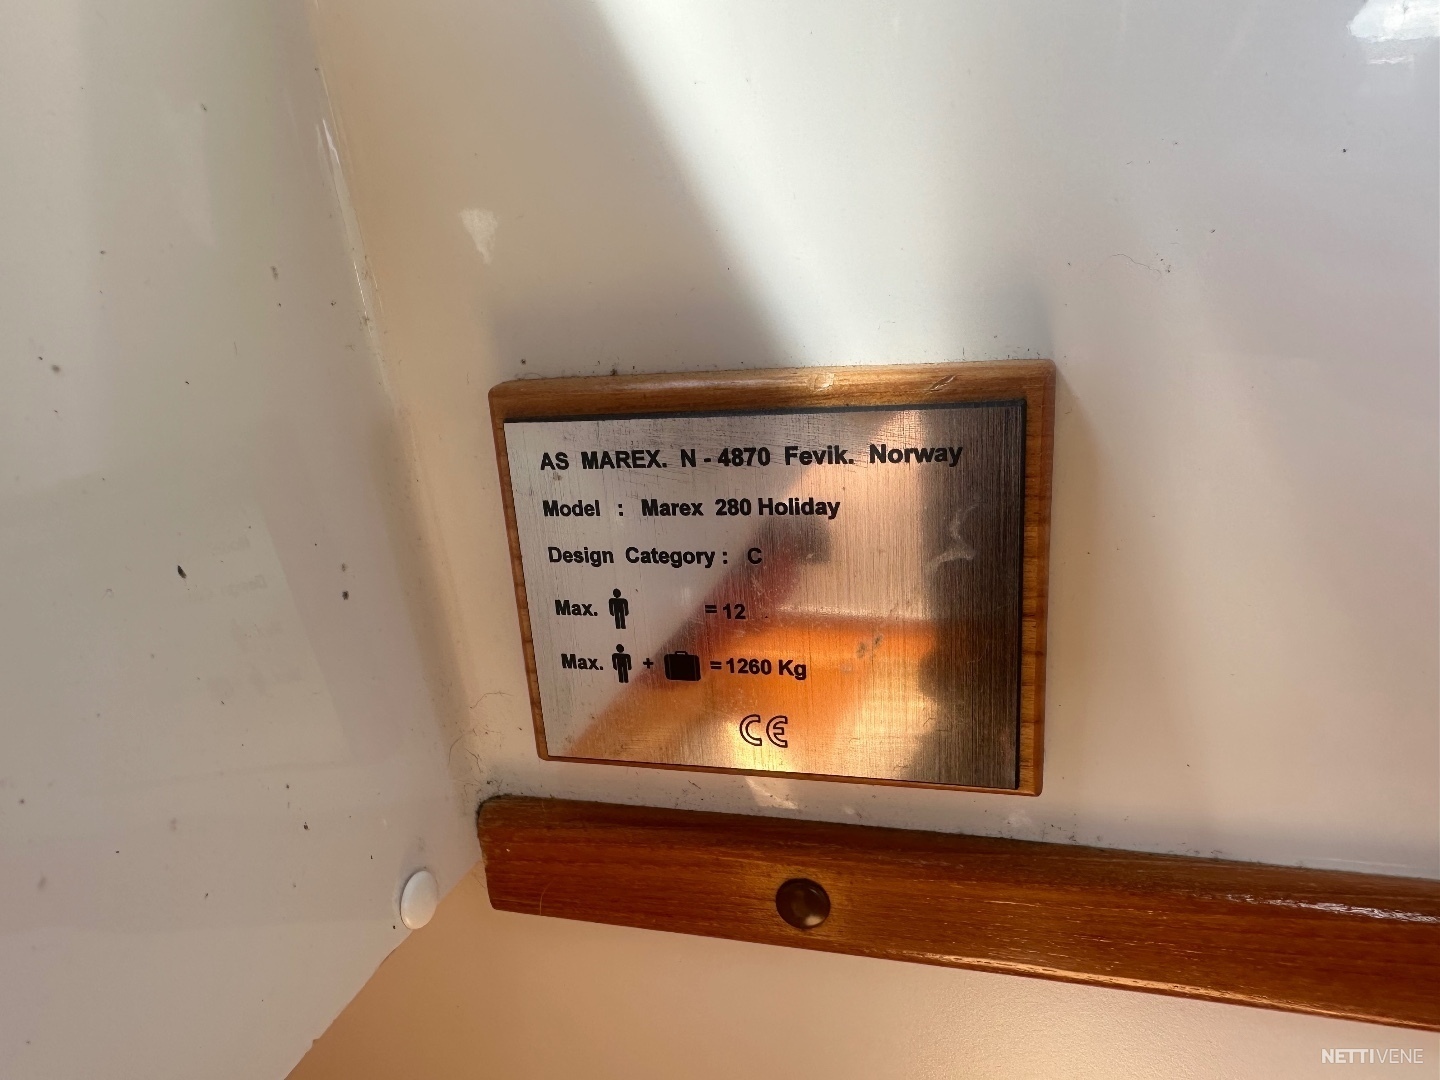 AS MAREX. N - 4870 Fevik. Norway
Model : Marex 280 Holiday
Design Category : C
Max. = 12
Max. + = 1260 Kg
CE
NETTIVENE